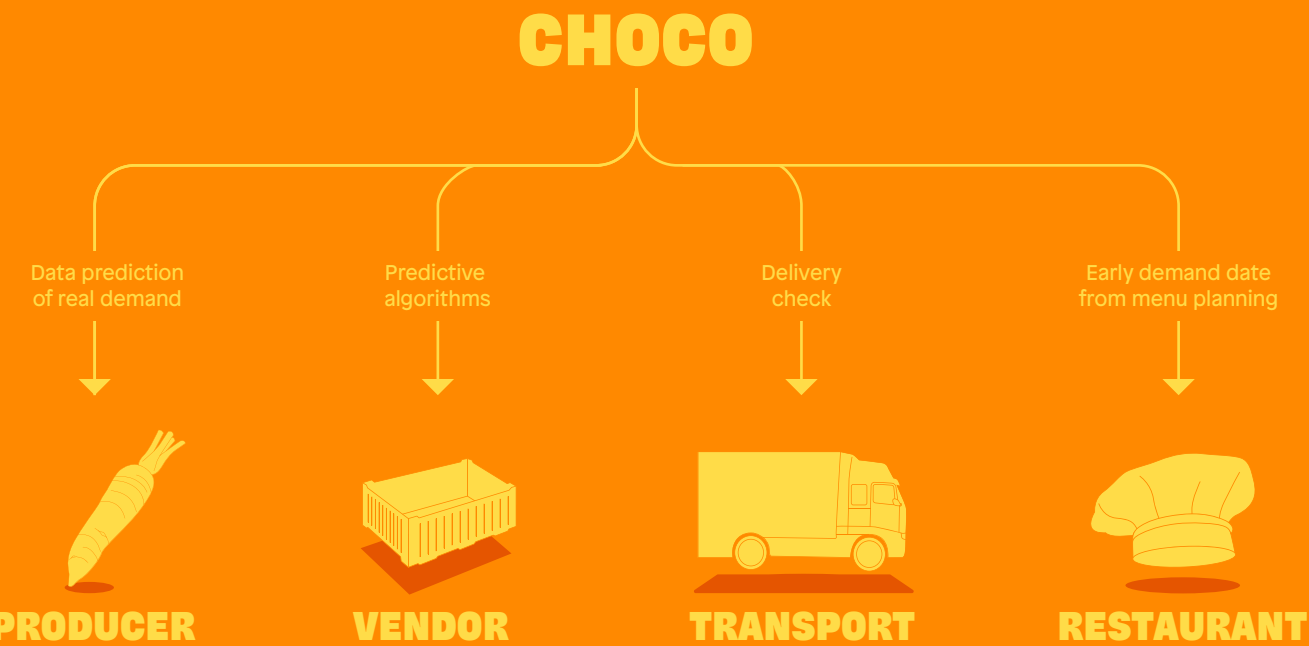 CHOCO
Data prediction
of real demand
Predictive
algorithms
Delivery
check
Early demand date
from menu planning
PRODUCER
VENDOR
TRANSPORT
RESTAURANT